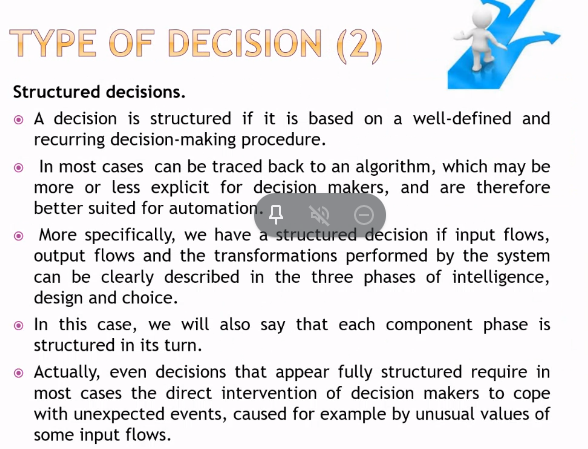 TYPE OF DECISION (2)
Structured decisions.
A decision is structured if it is based on a well-defined and
recurring decision-making procedure.
In most cases can be traced back to an algorithm, which may be
more or less explicit for decision makers, and are therefore
better suited for automation.
More specifically, we have a structured decision if input flows,
output flows and the transformations performed by the system
can be clearly described in the three phases of intelligence,
design and choice.
In this case, we will also say that each component phase is
structured in its turn.
Actually, even decisions that appear fully structured require in
most cases the direct intervention of decision makers to cope
with unexpected events, caused for example by unusual values of
some input flows.